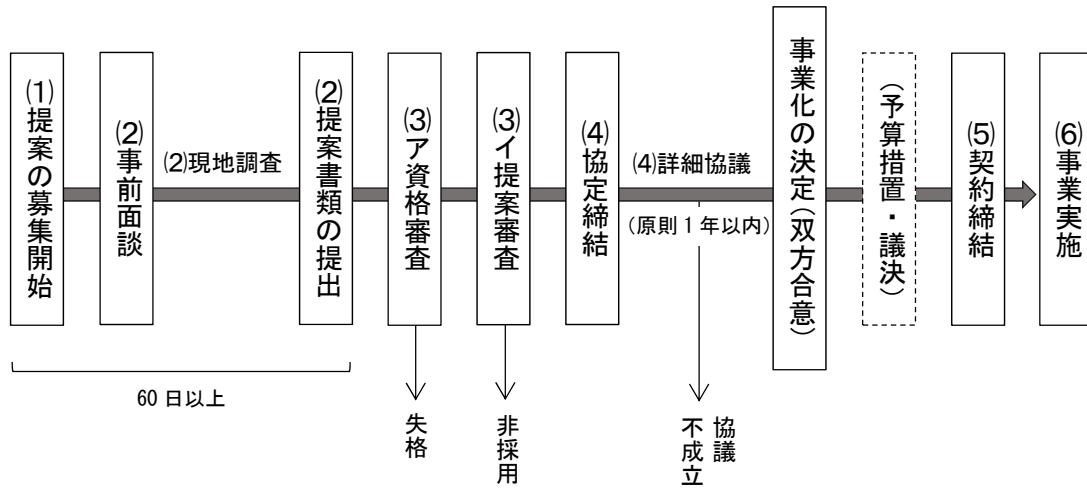 ⑴提案の募集開始
⑵事前面談
⑵現地調査
⑵提案書類の提出
⑶ア資格審査
⑶イ提案審査
⑷協定締結
⑷詳細協議
(原則1年以内)
事業化の決定(双方合意)
(予算措置・議決)
⑸契約締結
⑹事業実施
60日以上
失格
非採用
協議
不成立